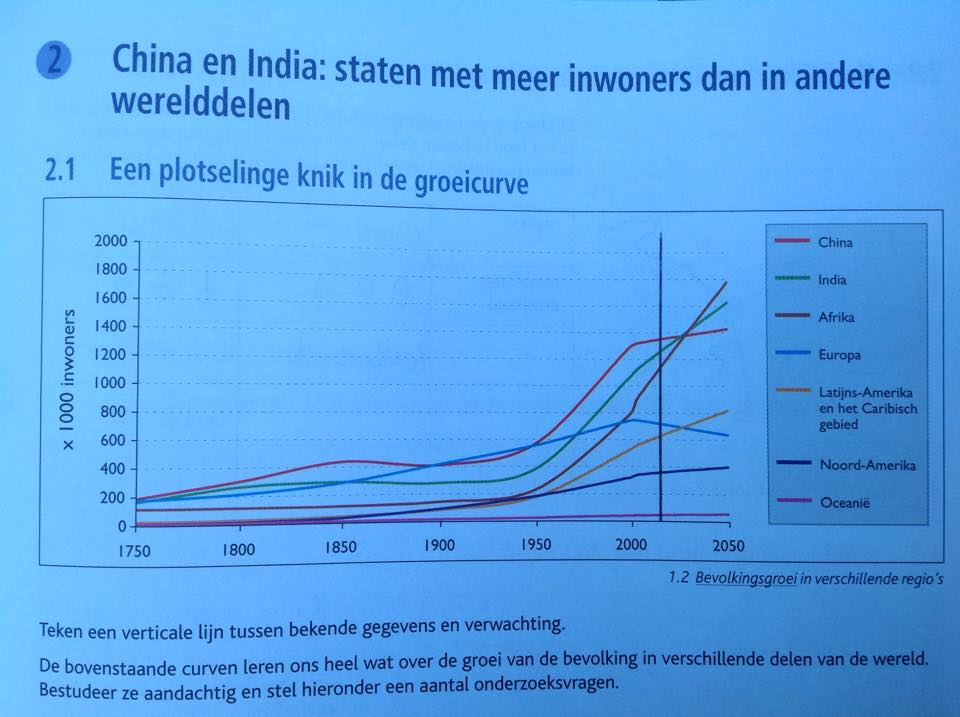 2 China en India: staten met meer inwoners dan in andere
werelddelen
2.1 Een plotselinge knik in de groeicurve
x 1000 inwoners
2000
1800
1600
1400
1200
1000
800
600
400
200
0
1750 1800 1850 1900 1950 2000 2050
China
India
Afrika
Europa
Latijns-Amerika
en het Caribisch
gebied
Noord-Amerika
Oceanië
1.2 Bevolkingsgroei in verschillende regio's
Teken een verticale lijn tussen bekende gegevens en verwachting.
De bovenstaande curven leren ons heel wat over de groei van de bevolking in verschillende delen van de wereld.
Bestudeer ze aandachtig en stel hieronder een aantal onderzoeksvragen.